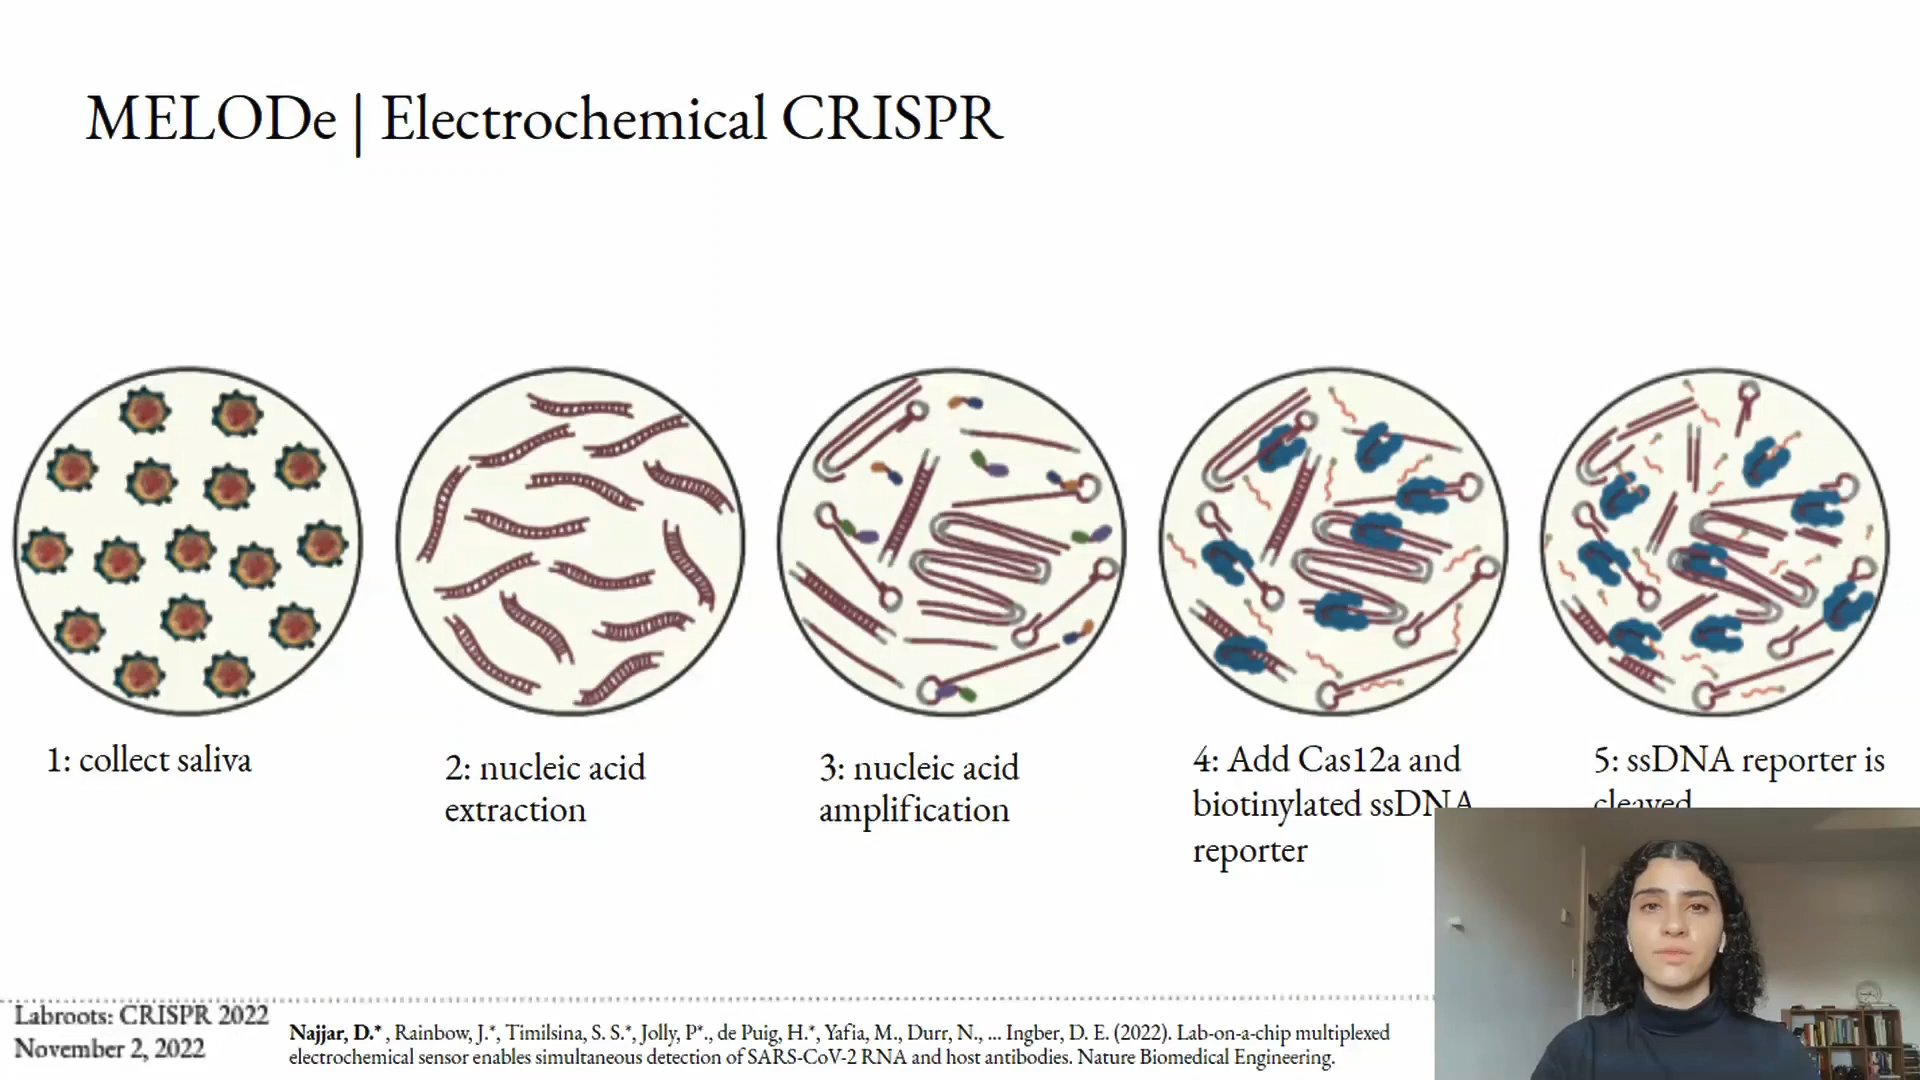 MELODe | Electrochemical CRISPR
1: collect saliva
2: nucleic acid
extraction
3: nucleic acid
amplification
4: Add Cas12a and
biotinylated ssDNA
reporter
5: ssDNA reporter is
cleaved
Labroots: CRISPR 2022
November 2, 2022
Najjar, D.*, Rainbow, J.*, Timilsina, S. S.*, Jolly, P*., de Puig, H.*, Yafia, M., Durr, N., ... Ingber, D. E. (2022). Lab-on-a-chip multiplexed
electrochemical sensor enables simultaneous detection of SARS-CoV-2 RNA and host antibodies. Nature Biomedical Engineering.